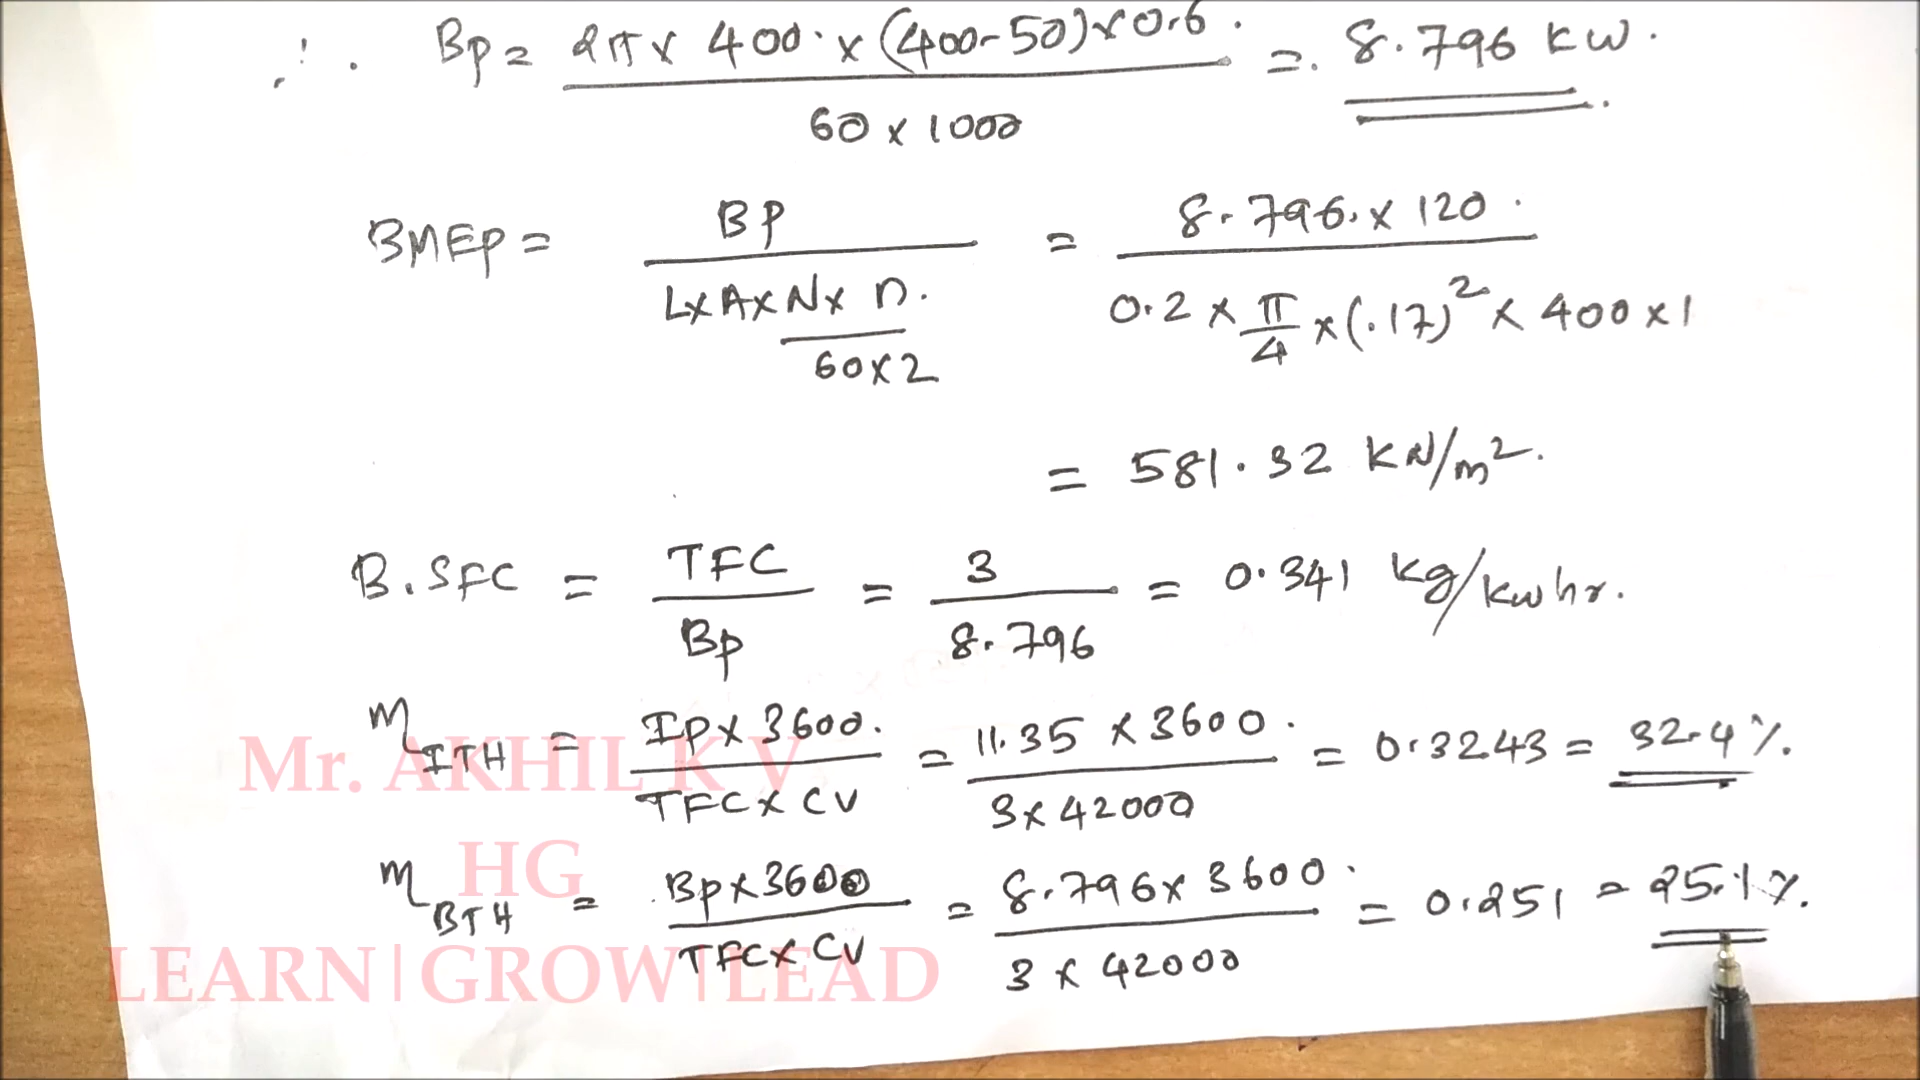 ∴ Bp = 2π x 400 x (400-50) x 0.6 / 60 x 1000 = 8.796 kW.
BMEP = BP / L x A x N x n / 60 x 2 = 8.796 x 120 / 0.2 x π/4 x (.17)² x 400 x 1
= 581.32 KN/m².
B.SFC = TFC / Bp = 3 / 8.796 = 0.341 kg/kwhr.
η ITH = Ip x 3600 / TFC x CV = 11.35 x 3600 / 3 x 42000 = 0.3243 = 32.4 %.
η BTH = Bp x 3600 / TFC x CV = 8.796 x 3600 / 3 x 42000 = 0.251 = 25.1 %.
Mr. AKHIL K V
HG
LEARN|GROW|LEAD